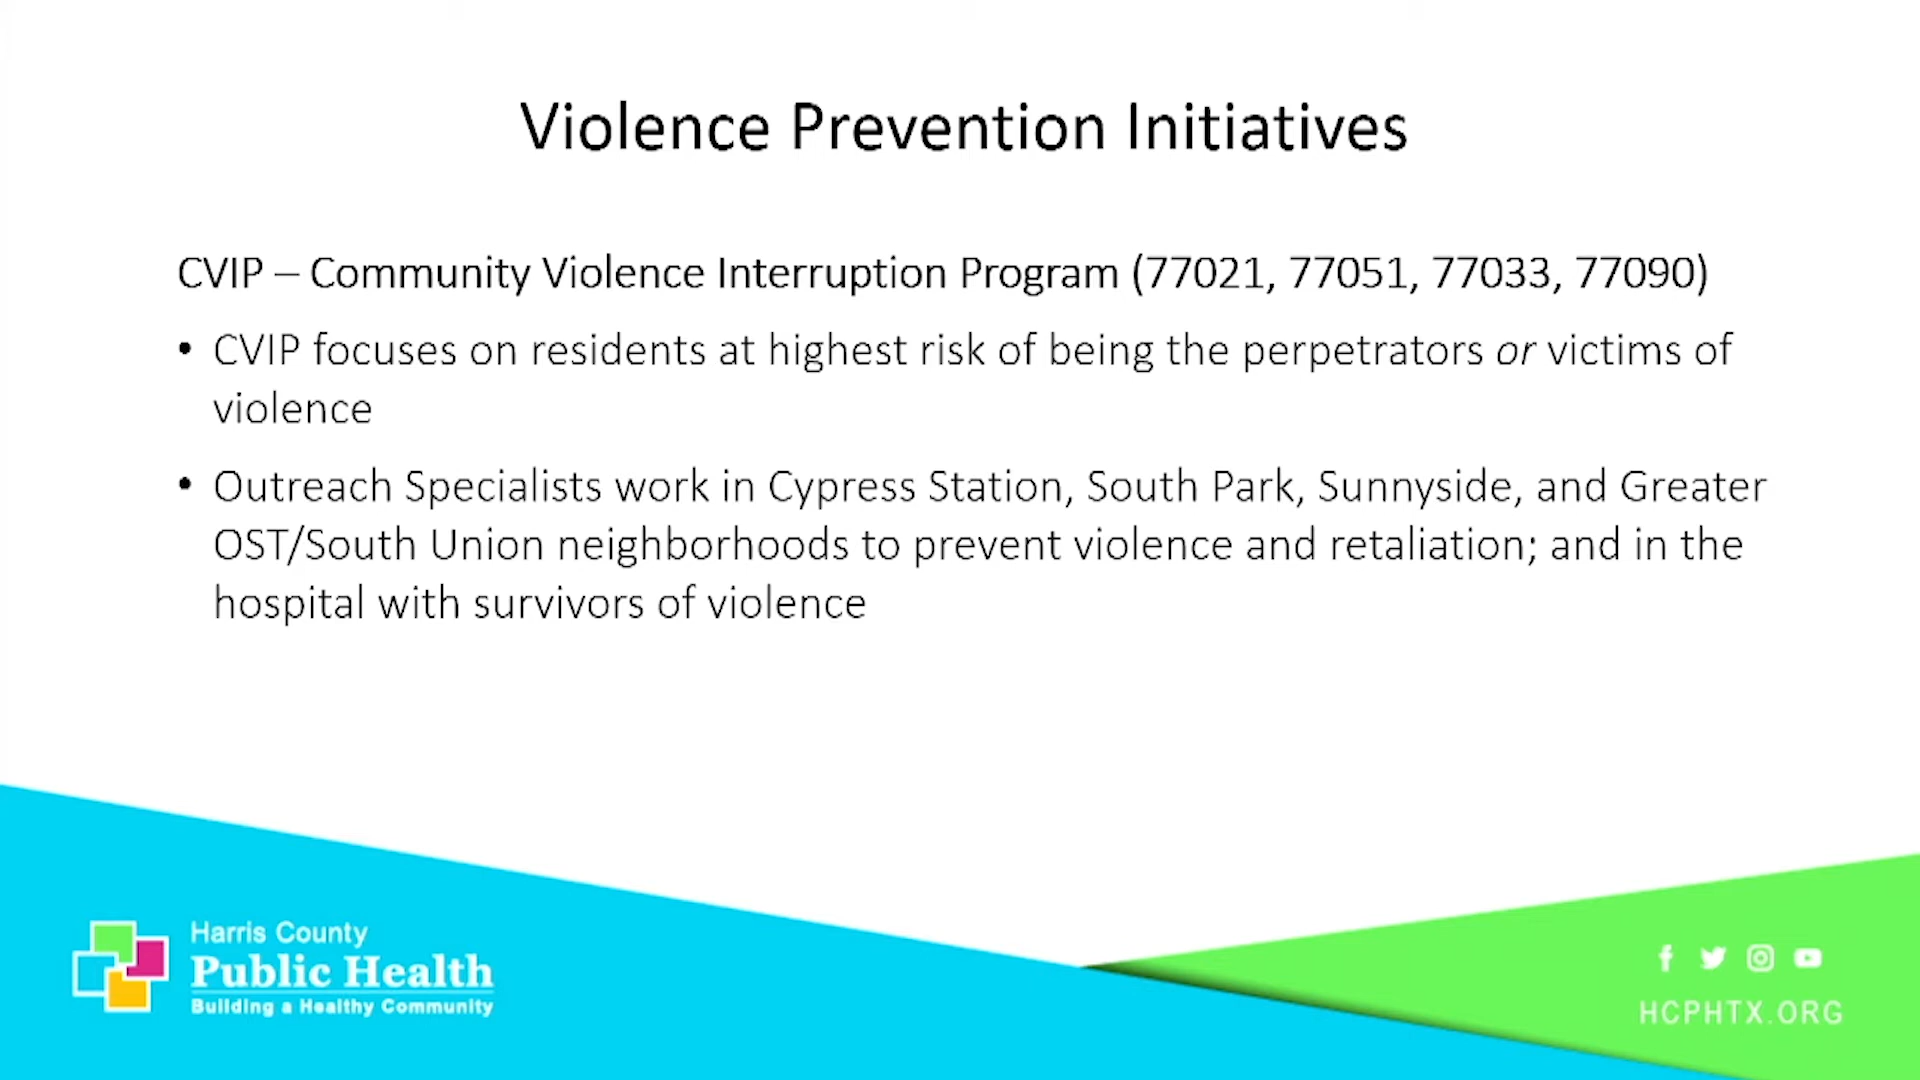 Violence Prevention Initiatives
CVIP – Community Violence Interruption Program (77021, 77051, 77033, 77090)
• CVIP focuses on residents at highest risk of being the perpetrators or victims of
violence
• Outreach Specialists work in Cypress Station, South Park, Sunnyside, and Greater
OST/South Union neighborhoods to prevent violence and retaliation; and in the
hospital with survivors of violence
Harris County
Public Health
Building a Healthy Community
HCPHTX.ORG